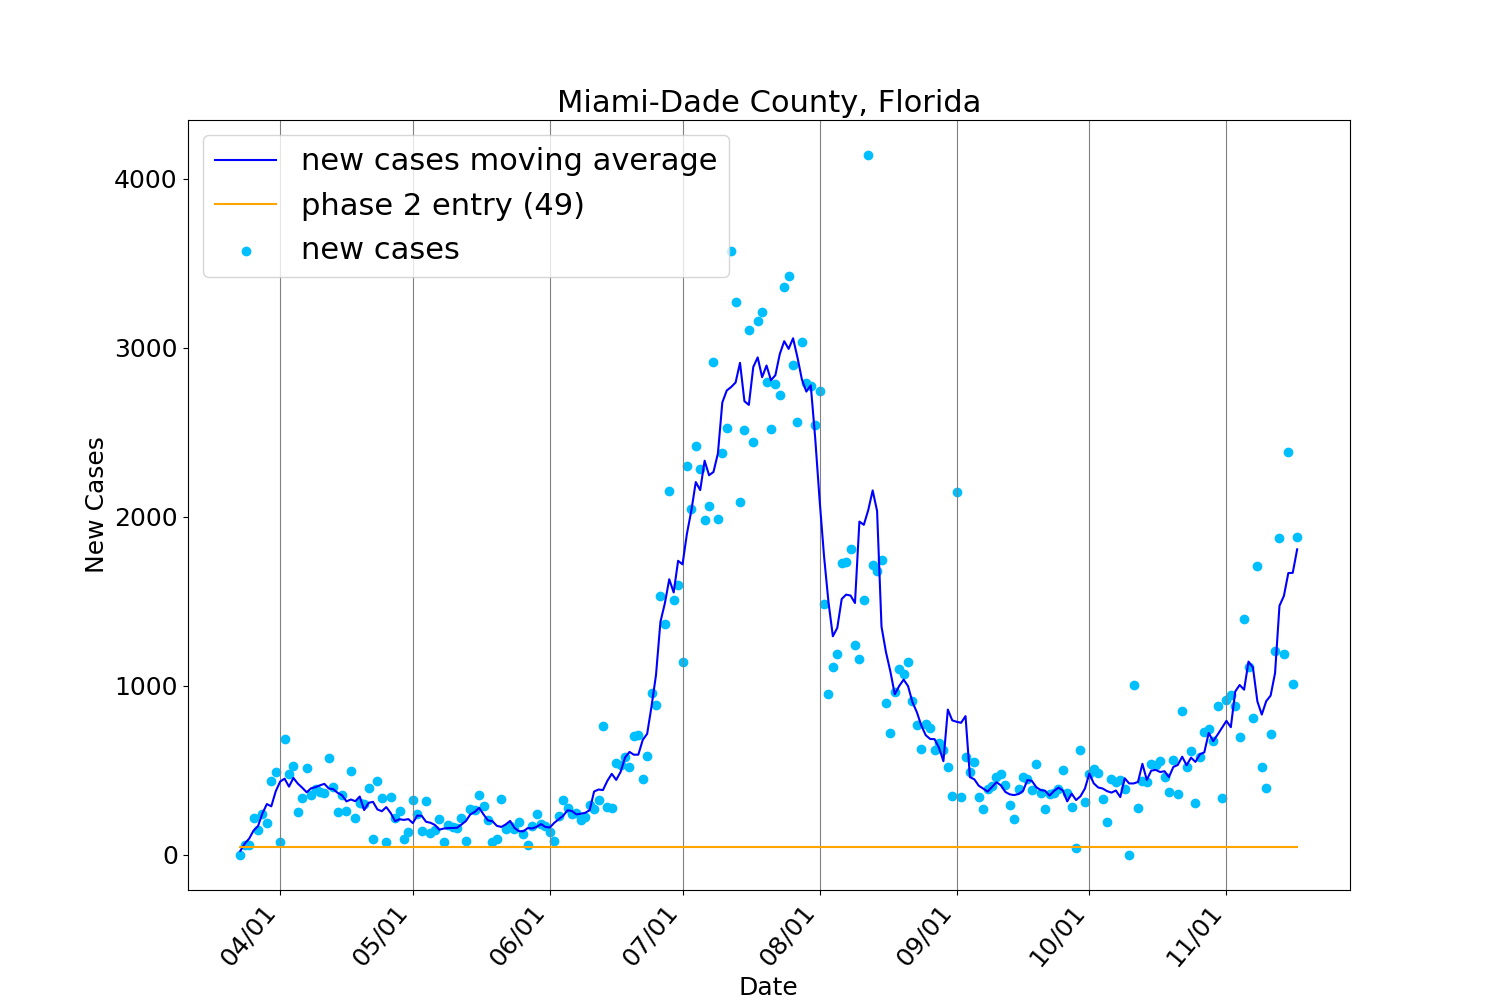 Miami-Dade County, Florida
new cases moving average
phase 2 entry (49)
new cases
4000
3000
2000
1000
0
New Cases
04/01
05/01
06/01
07/01
08/01
09/01
10/01
11/01
Date